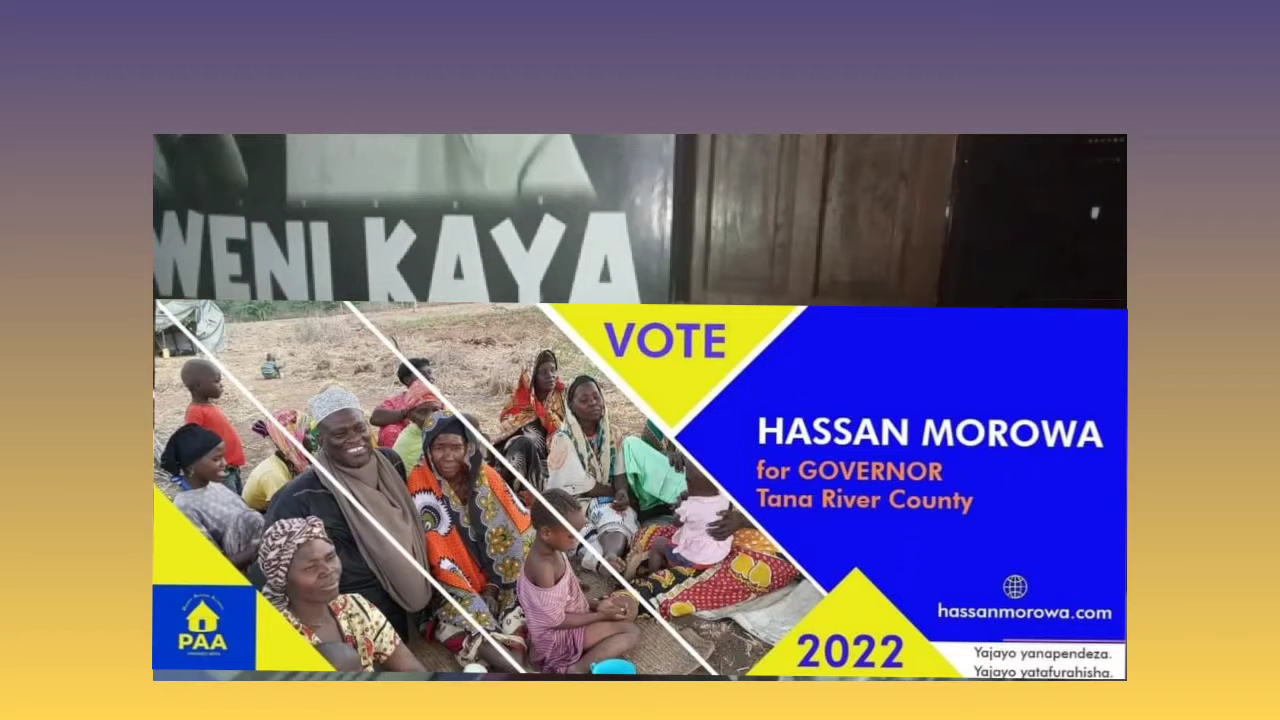 WENI KAYA
VOTE
HASSAN MOROWA
for GOVERNOR
Tana River County
hassanmorowa.com
PAA
2022
Yajayo yanapendeza.
Yajayo yatafurahisha.